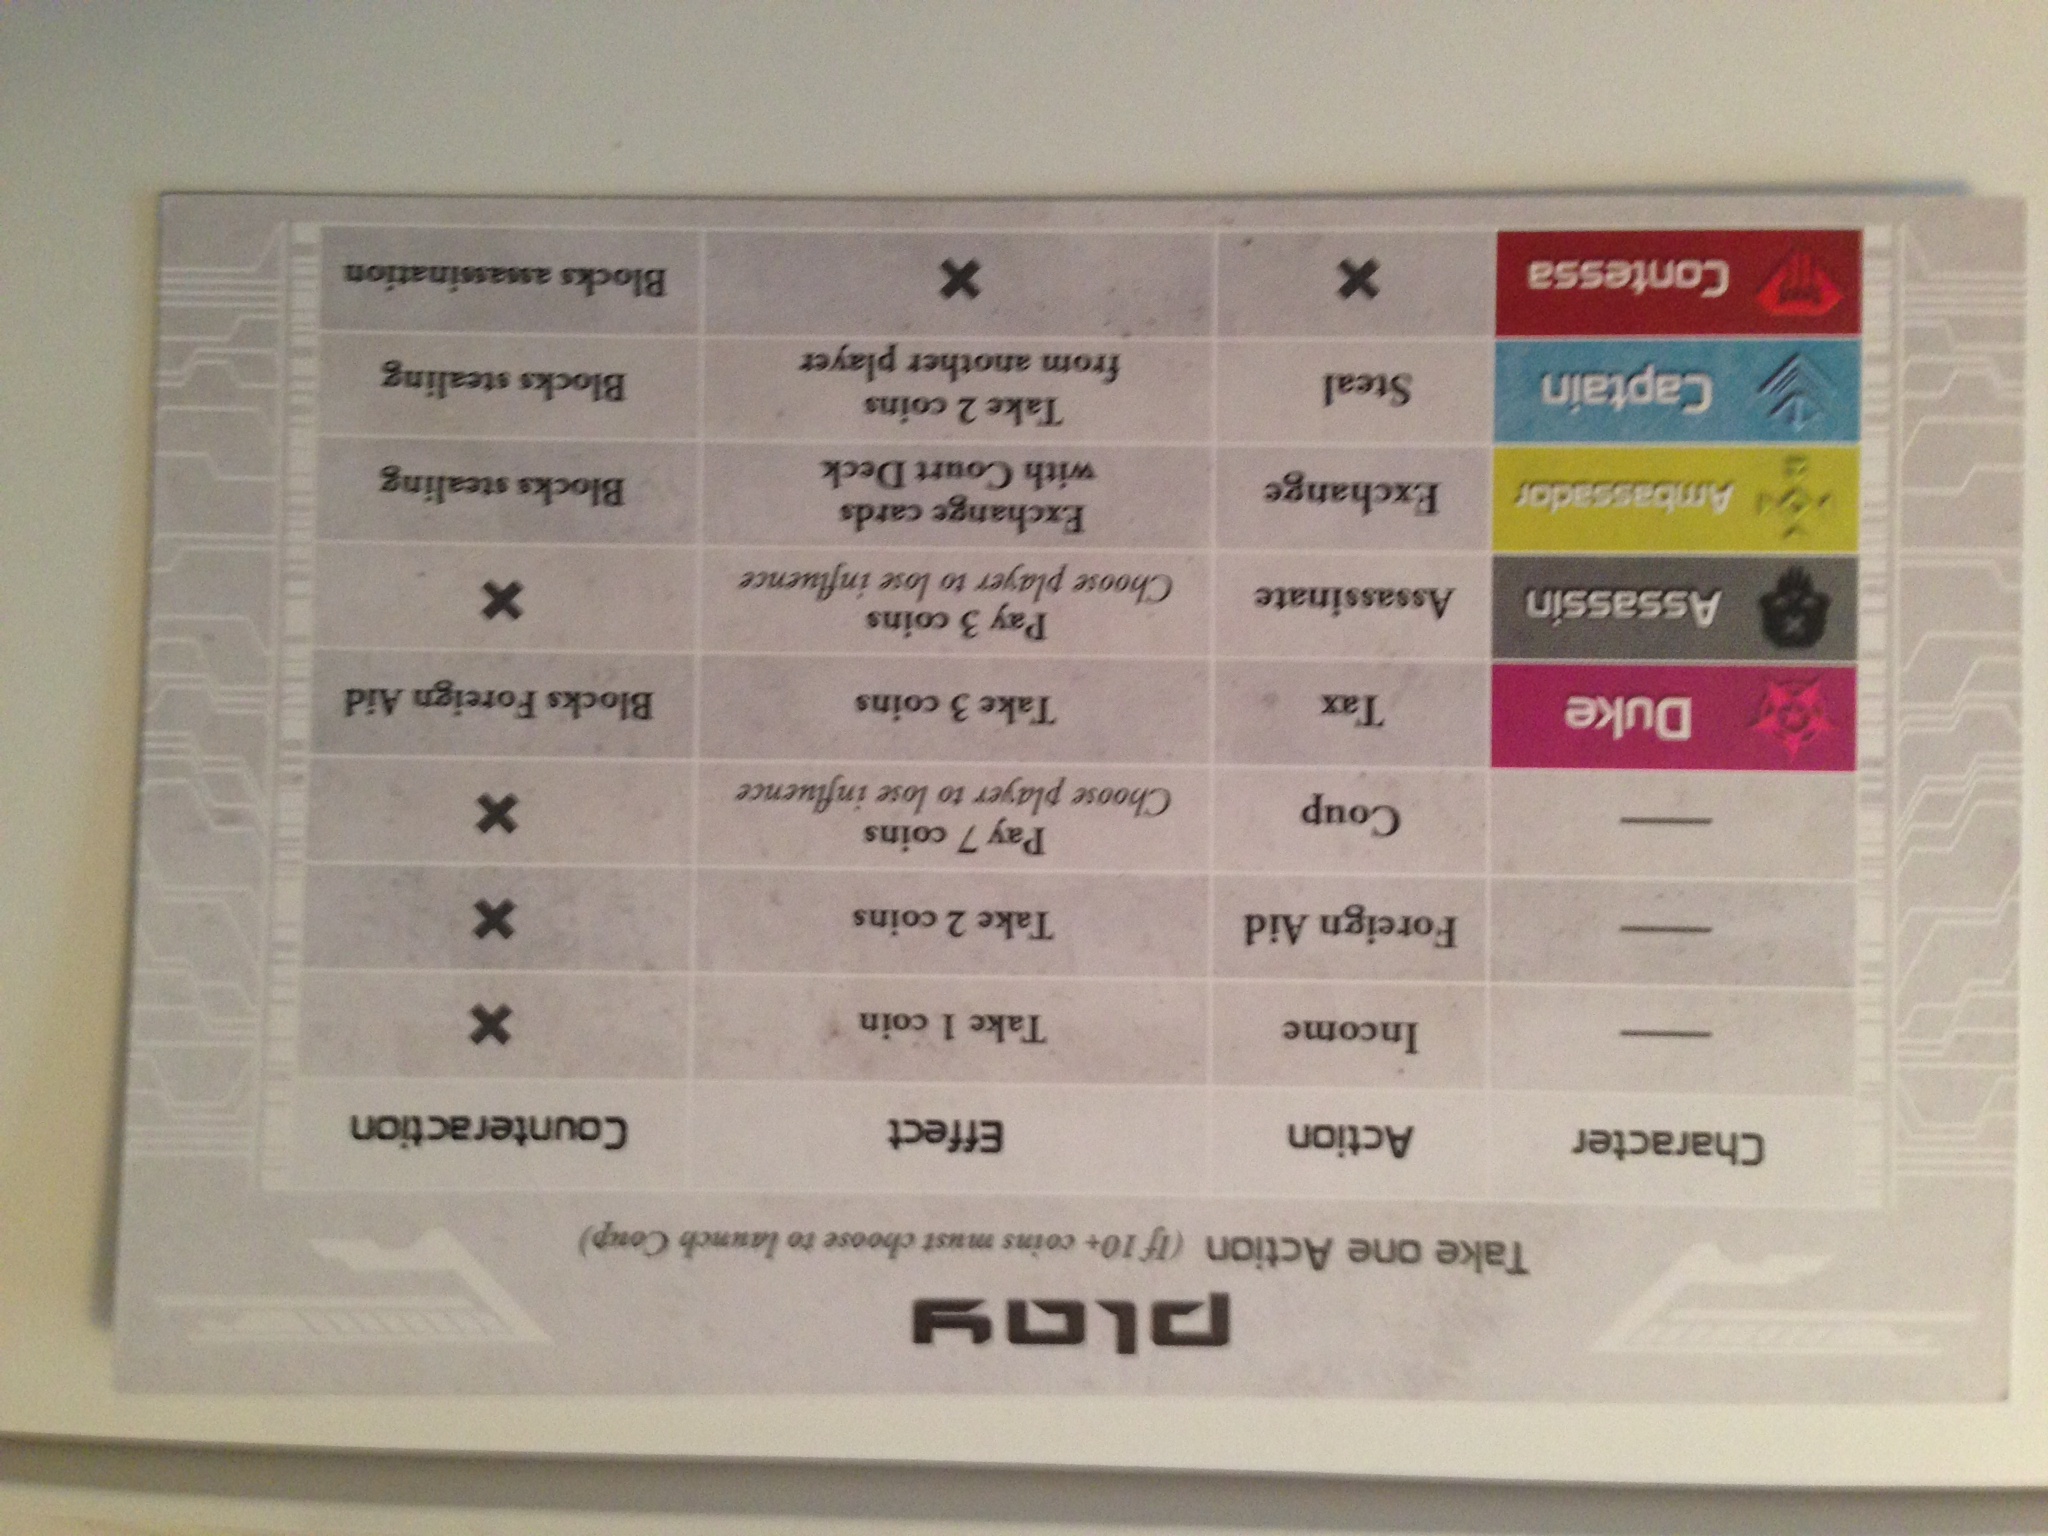 play
Take one Action (If 10+ coins must choose to launch Coup)
Character Action Effect Counteraction
— Income Take 1 coin ✖
— Foreign Aid Take 2 coins ✖
— Coup Pay 7 coins ✖
Choose player to lose influence
Duke Tax Take 3 coins Blocks Foreign Aid
Assassin Assassinate Pay 3 coins ✖
Choose player to lose influence
Ambassador Exchange Exchange cards Blocks stealing
with Court Deck
Captain Steal Take 2 coins Blocks stealing
from another player
Contessa ✖ ✖ Blocks assassination